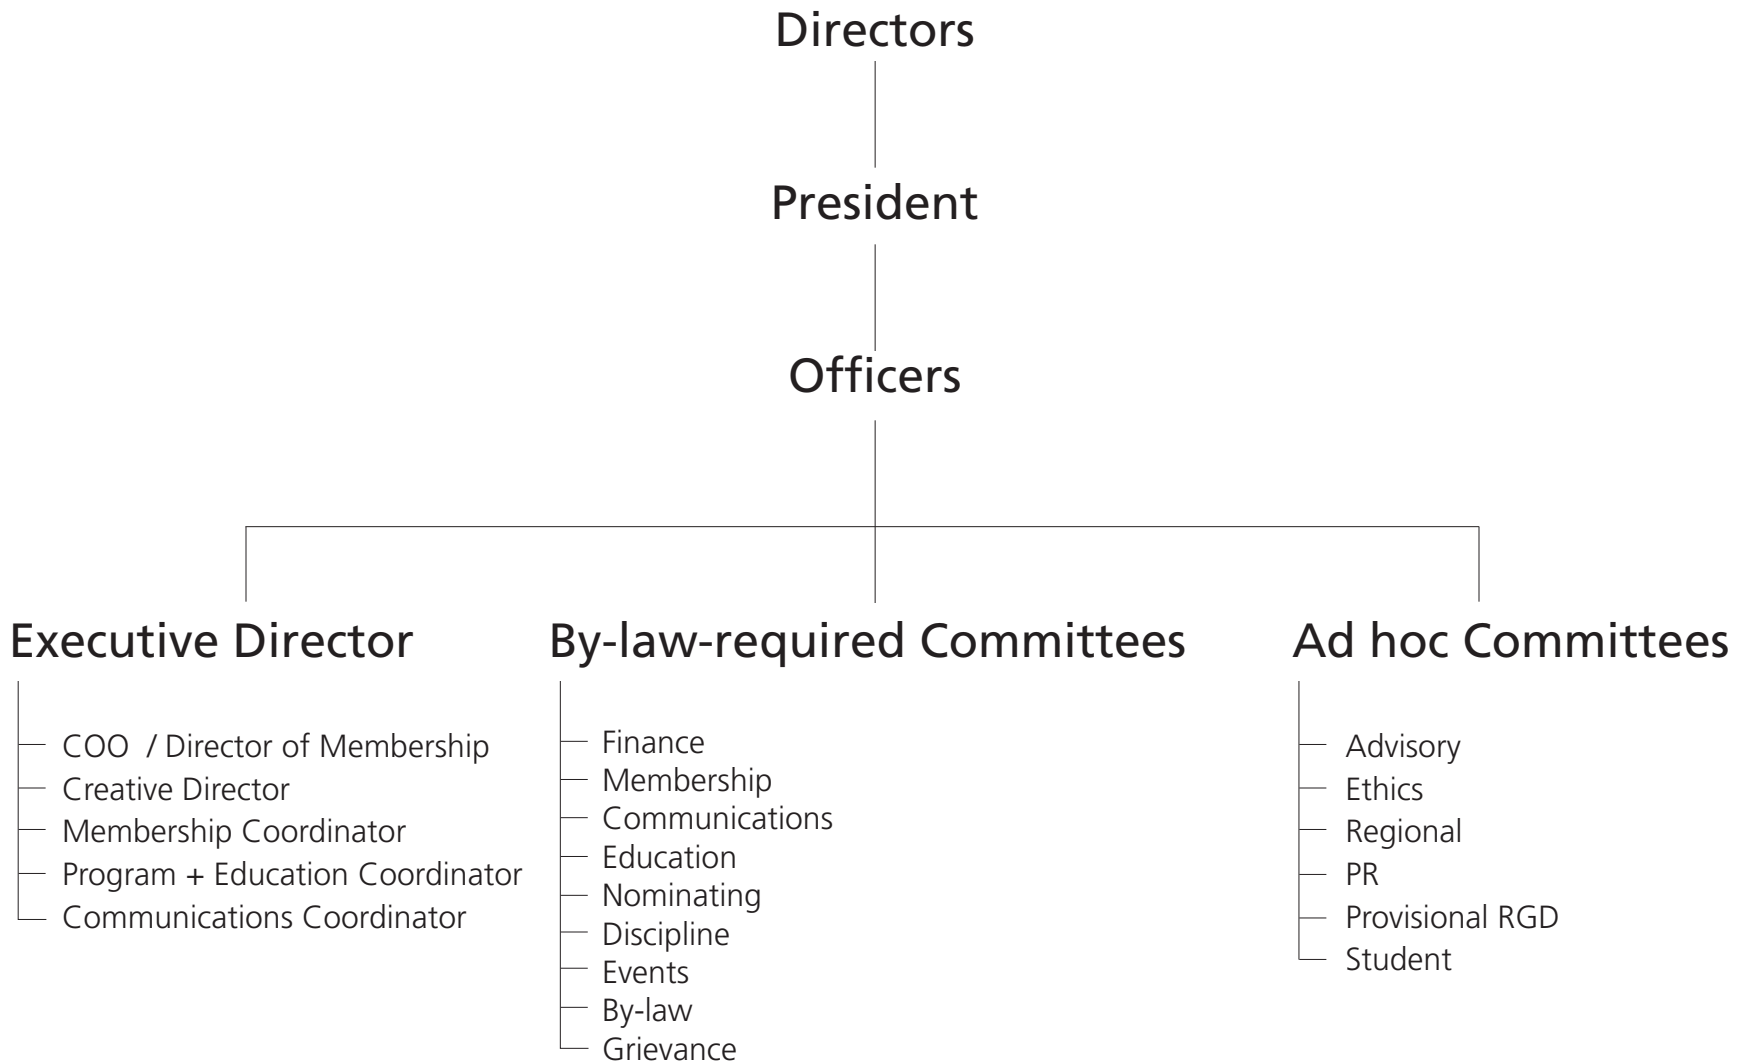 Directors
President
Officers
Executive Director
COO / Director of Membership
Creative Director
Membership Coordinator
Program + Education Coordinator
Communications Coordinator
By-law-required Committees
Finance
Membership
Communications
Education
Nominating
Discipline
Events
By-law
Grievance
Ad hoc Committees
Advisory
Ethics
Regional
PR
Provisional RGD
Student